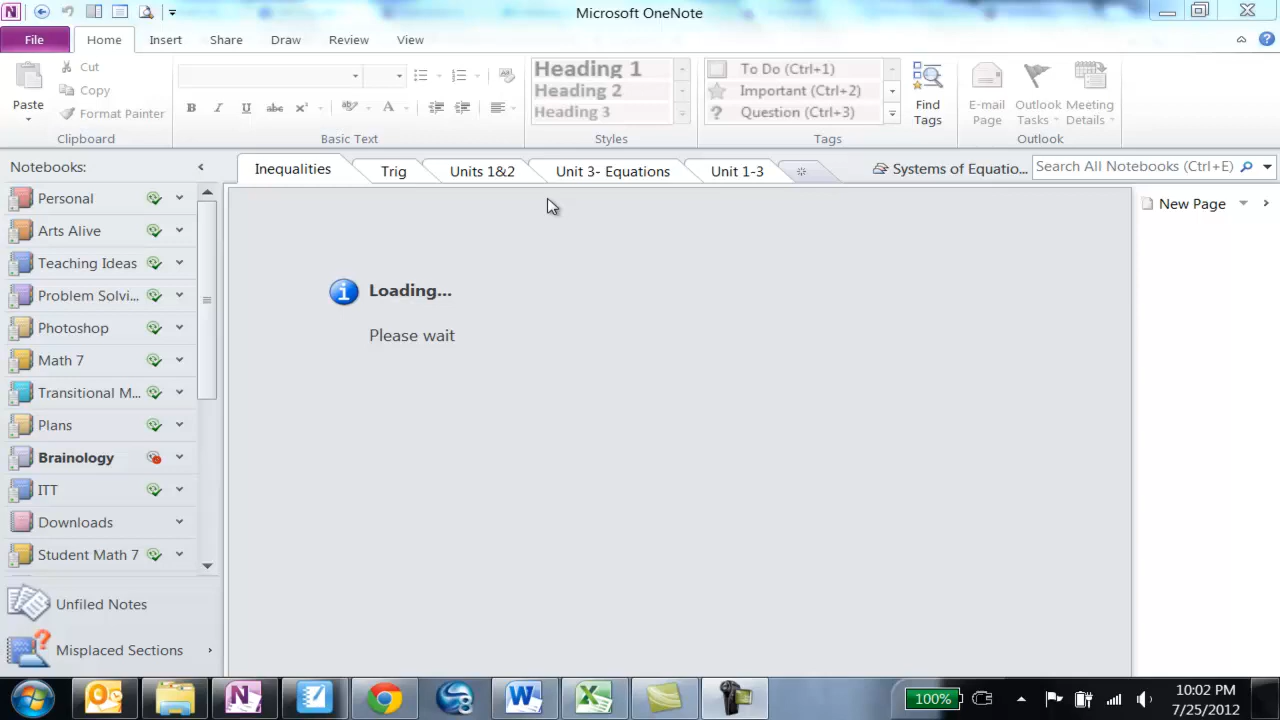 Microsoft OneNote
File Home Insert Share Draw Review View
Paste
Cut
Copy
Format Painter
Clipboard
B I U abc x A
Basic Text
Heading 1
Heading 2
Heading 3
Styles
To Do (Ctrl+1)
Important (Ctrl+2)
Question (Ctrl+3)
Tags
Find
Tags
E-mail
Page
Outlook
Tasks
Meeting
Details
Outlook
Notebooks:
Inequalities Trig Units 1&2 Unit 3- Equations Unit 1-3
Systems of Equatio... Search All Notebooks (Ctrl+E)
New Page
Personal
Arts Alive
Teaching Ideas
Problem Solvi...
Photoshop
Math 7
Transitional M...
Plans
Brainology
ITT
Downloads
Student Math 7
Unfiled Notes
Misplaced Sections
Loading...
Please wait
100%
10:02 PM
7/25/2012